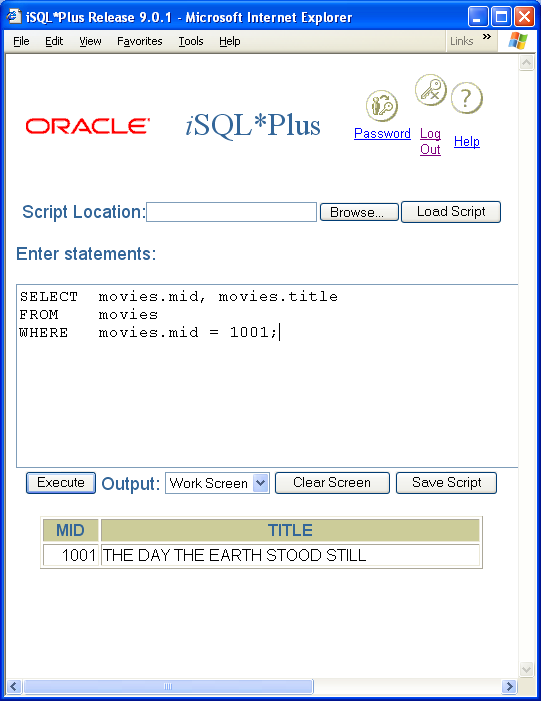 iSQL*Plus Release 9.0.1 - Microsoft Internet Explorer
File Edit View Favorites Tools Help Links »
ORACLE® iSQL*Plus
Password Log Out Help
Script Location: Browse... Load Script
Enter statements:
SELECT movies.mid, movies.title
FROM movies
WHERE movies.mid = 1001;
Execute Output: Work Screen Clear Screen Save Script
MID TITLE
1001 THE DAY THE EARTH STOOD STILL